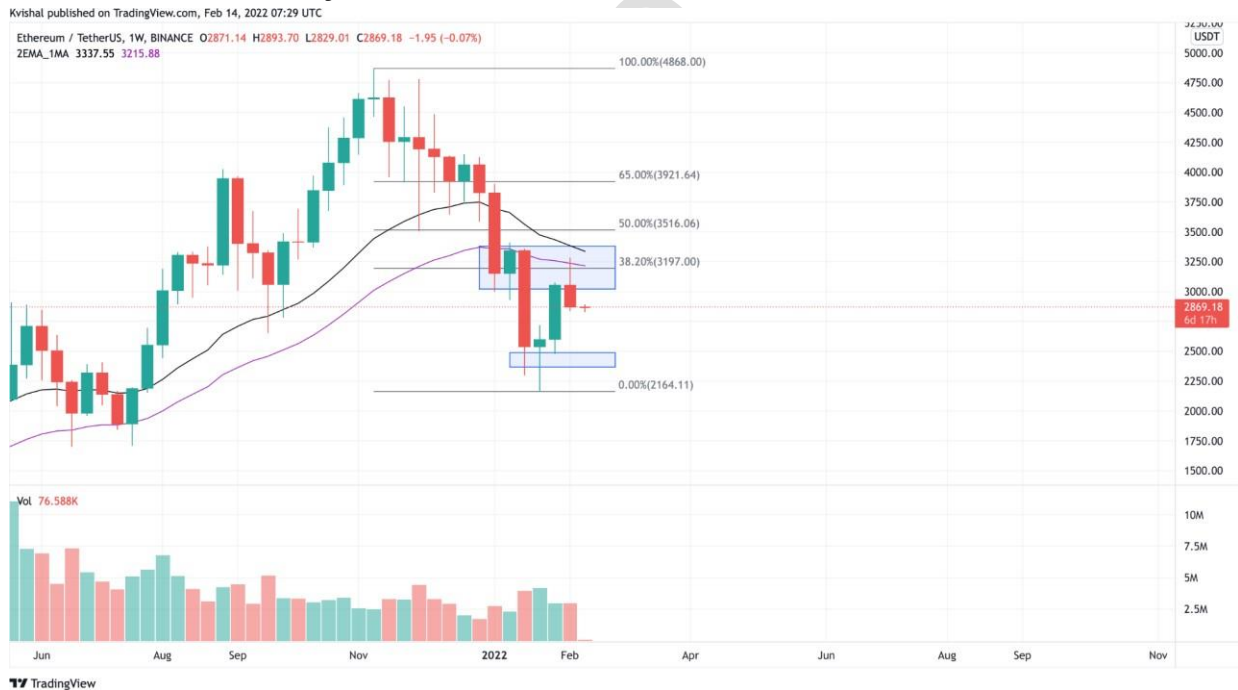 Kvishal published on TradingView.com, Feb 14, 2022 07:29 UTC
Ethereum / TetherUS, 1W, BINANCE O2871.14 H2893.70 L2829.01 C2869.18 −1.95 (−0.07%)
2EMA_1MA 3337.55 3215.88
5250.00
USDT
5000.00
4750.00
4500.00
4250.00
4000.00
3750.00
3500.00
3250.00
3000.00
2869.18
6d 17h
2500.00
2250.00
2000.00
1750.00
1500.00
100.00%(4868.00)
65.00%(3921.64)
50.00%(3516.06)
38.20%(3197.00)
0.00%(2164.11)
Vol 76.588K
10M
7.5M
5M
2.5M
Jun Aug Sep Nov 2022 Feb Apr Jun Aug Sep Nov
TradingView